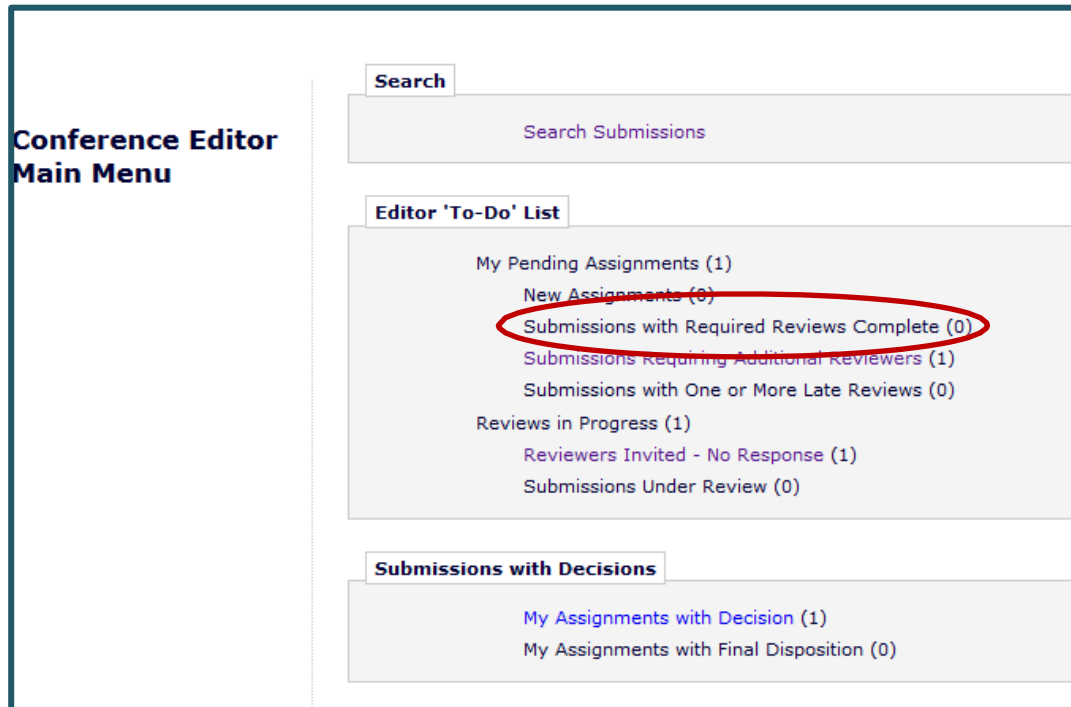 Conference Editor
Main Menu
Search
Search Submissions
Editor 'To-Do' List
My Pending Assignments (1)
New Assignments (0)
Submissions with Required Reviews Complete (0)
Submissions Requiring Additional Reviewers (1)
Submissions with One or More Late Reviews (0)
Reviews in Progress (1)
Reviewers Invited - No Response (1)
Submissions Under Review (0)
Submissions with Decisions
My Assignments with Decision (1)
My Assignments with Final Disposition (0)